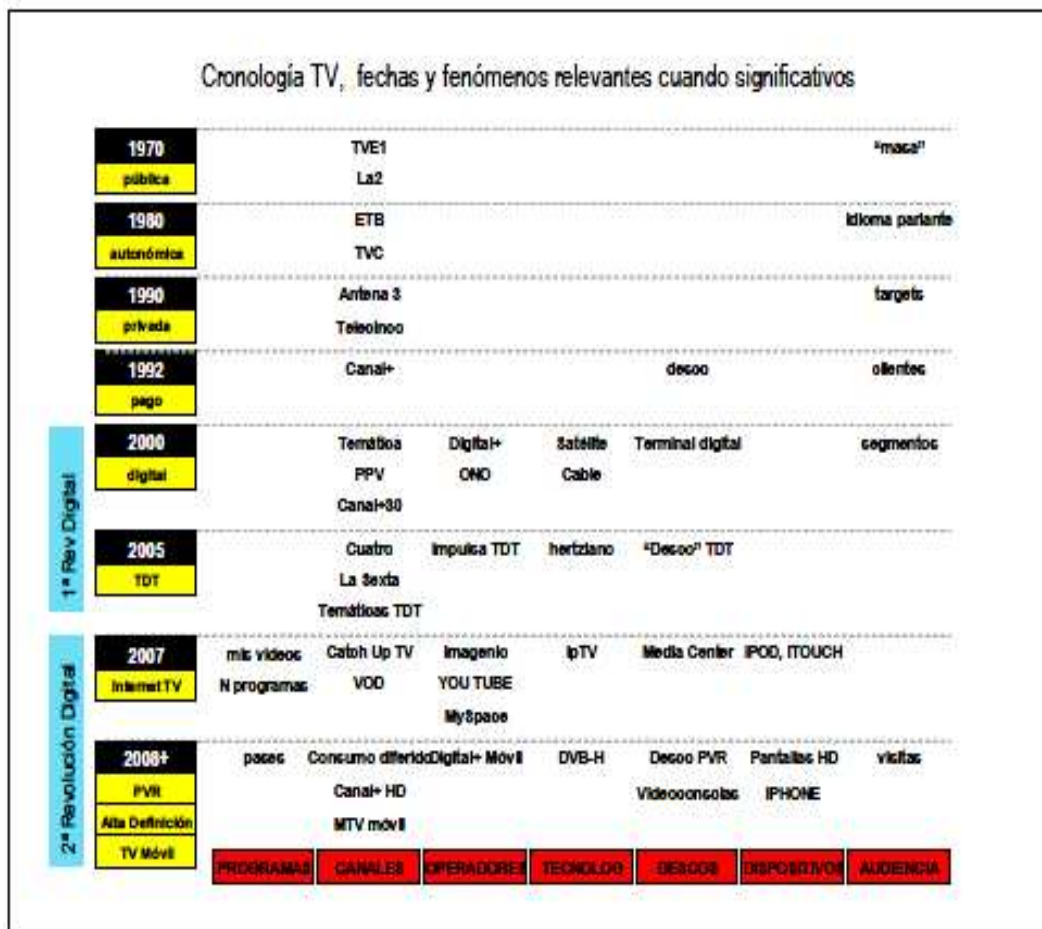 Cronología TV, fechas y fenómenos relevantes cuando significativos
1970 TVE1 "masa"
pública La2
1980 ETB Idioma parlante
autonómica TVC
1990 Antena 3 targets
privada Telecinco
1992 Canal+ desco clientes
pago
1ª Rev Digital
2000 Temática Digital+ Satélite Terminal digital segmentos
digital PPV ONO Cable
Canal+30
2005 Cuatro Impulsa TDT hertziano "Desco" TDT
TDT La Sexta
Temáticas TDT
2ª Revolución Digital
2007 mis videos Catch Up TV Imagenio IpTV Media Center IPOD, ITOUCH
Internet TV N programas VOD YOU TUBE
MySpace
2008+ pases Consumo diferido Digital+ Móvil DVB-H Desco PVR Pantallas HD visitas
PVR Canal+ HD Videoconsolas IPHONE
Alta Definición MTV móvil
TV Móvil
PROGRAMAS CANALES OPERADORES TECNOLOG DESCOS DISPOSITIVOS AUDIENCIA